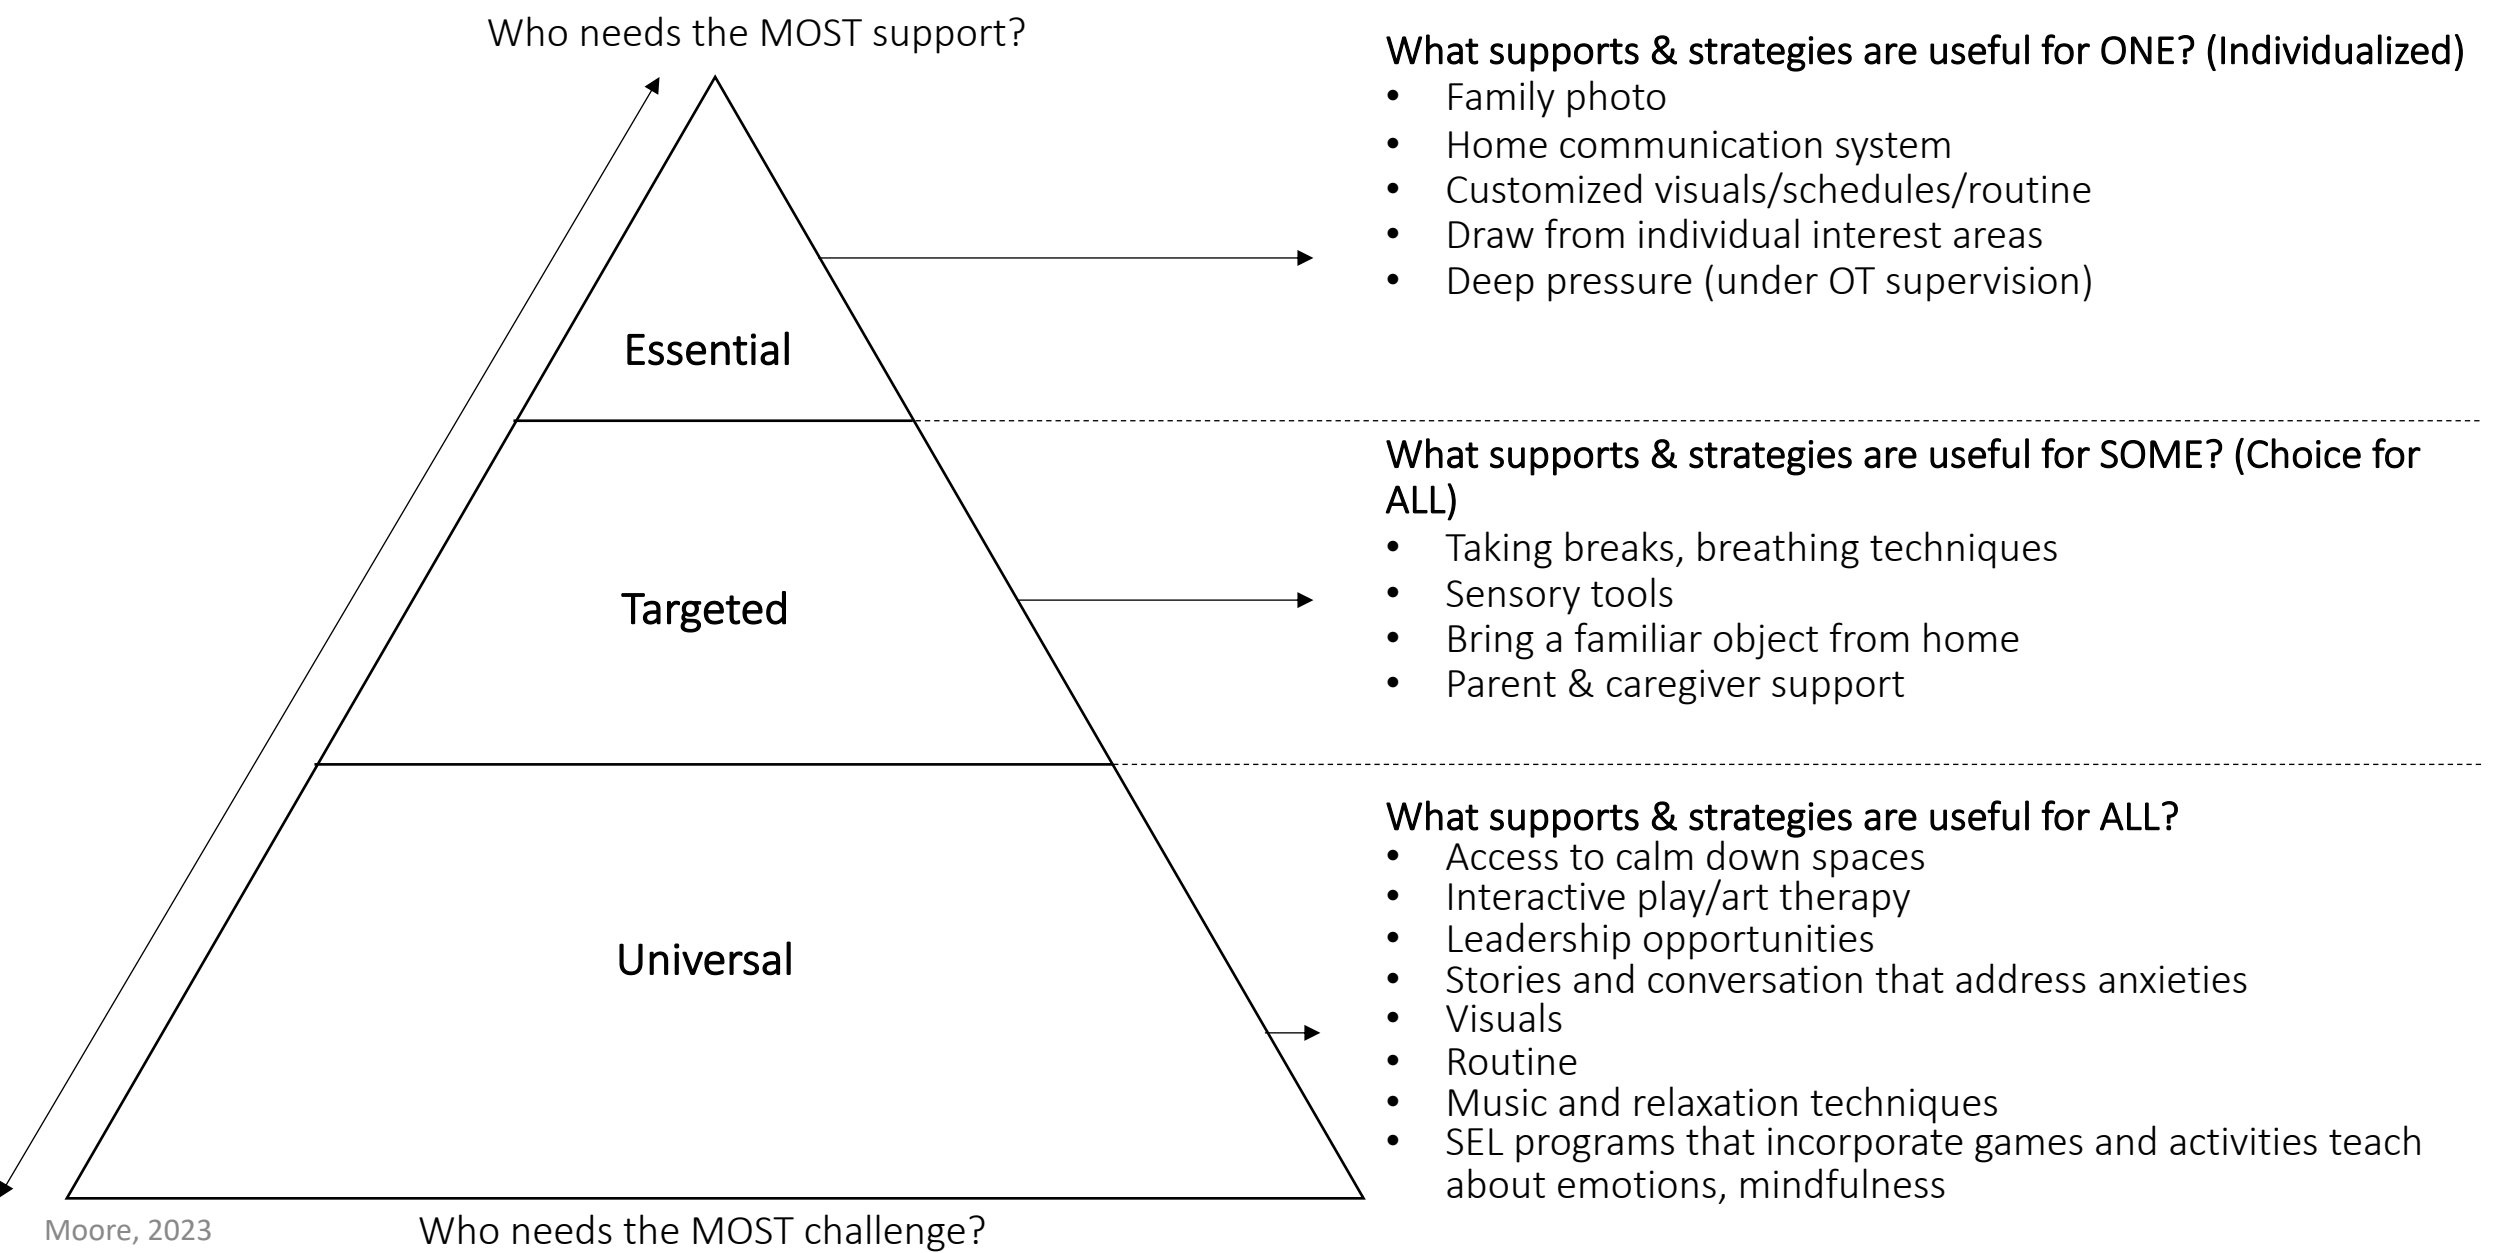 Who needs the MOST support?
Essential
Targeted
Universal
Who needs the MOST challenge?
Moore, 2023
What supports & strategies are useful for ONE? (Individualized)
• Family photo
• Home communication system
• Customized visuals/schedules/routine
• Draw from individual interest areas
• Deep pressure (under OT supervision)
What supports & strategies are useful for SOME? (Choice for
ALL)
• Taking breaks, breathing techniques
• Sensory tools
• Bring a familiar object from home
• Parent & caregiver support
What supports & strategies are useful for ALL?
• Access to calm down spaces
• Interactive play/art therapy
• Leadership opportunities
• Stories and conversation that address anxieties
• Visuals
• Routine
• Music and relaxation techniques
• SEL programs that incorporate games and activities teach
about emotions, mindfulness